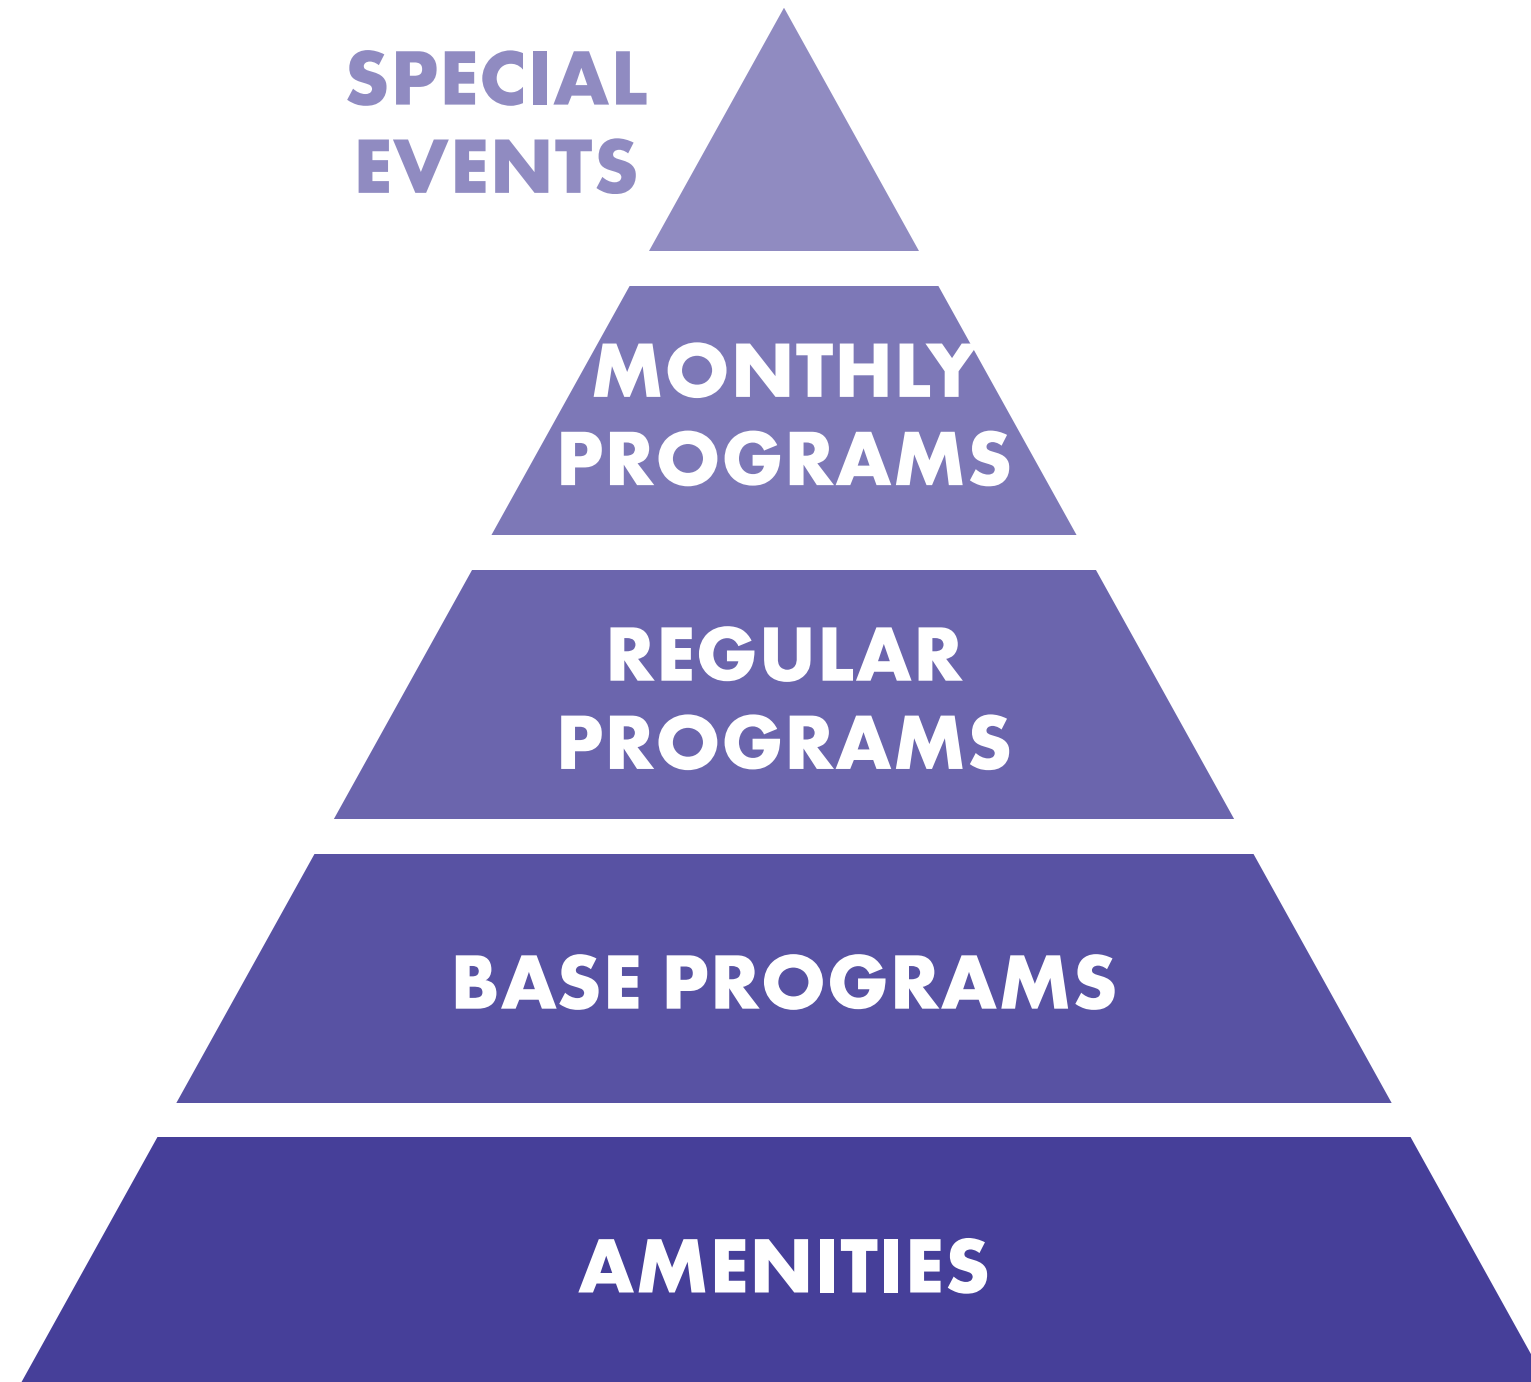 SPECIAL
EVENTS
MONTHLY
PROGRAMS
REGULAR
PROGRAMS
BASE PROGRAMS
AMENITIES